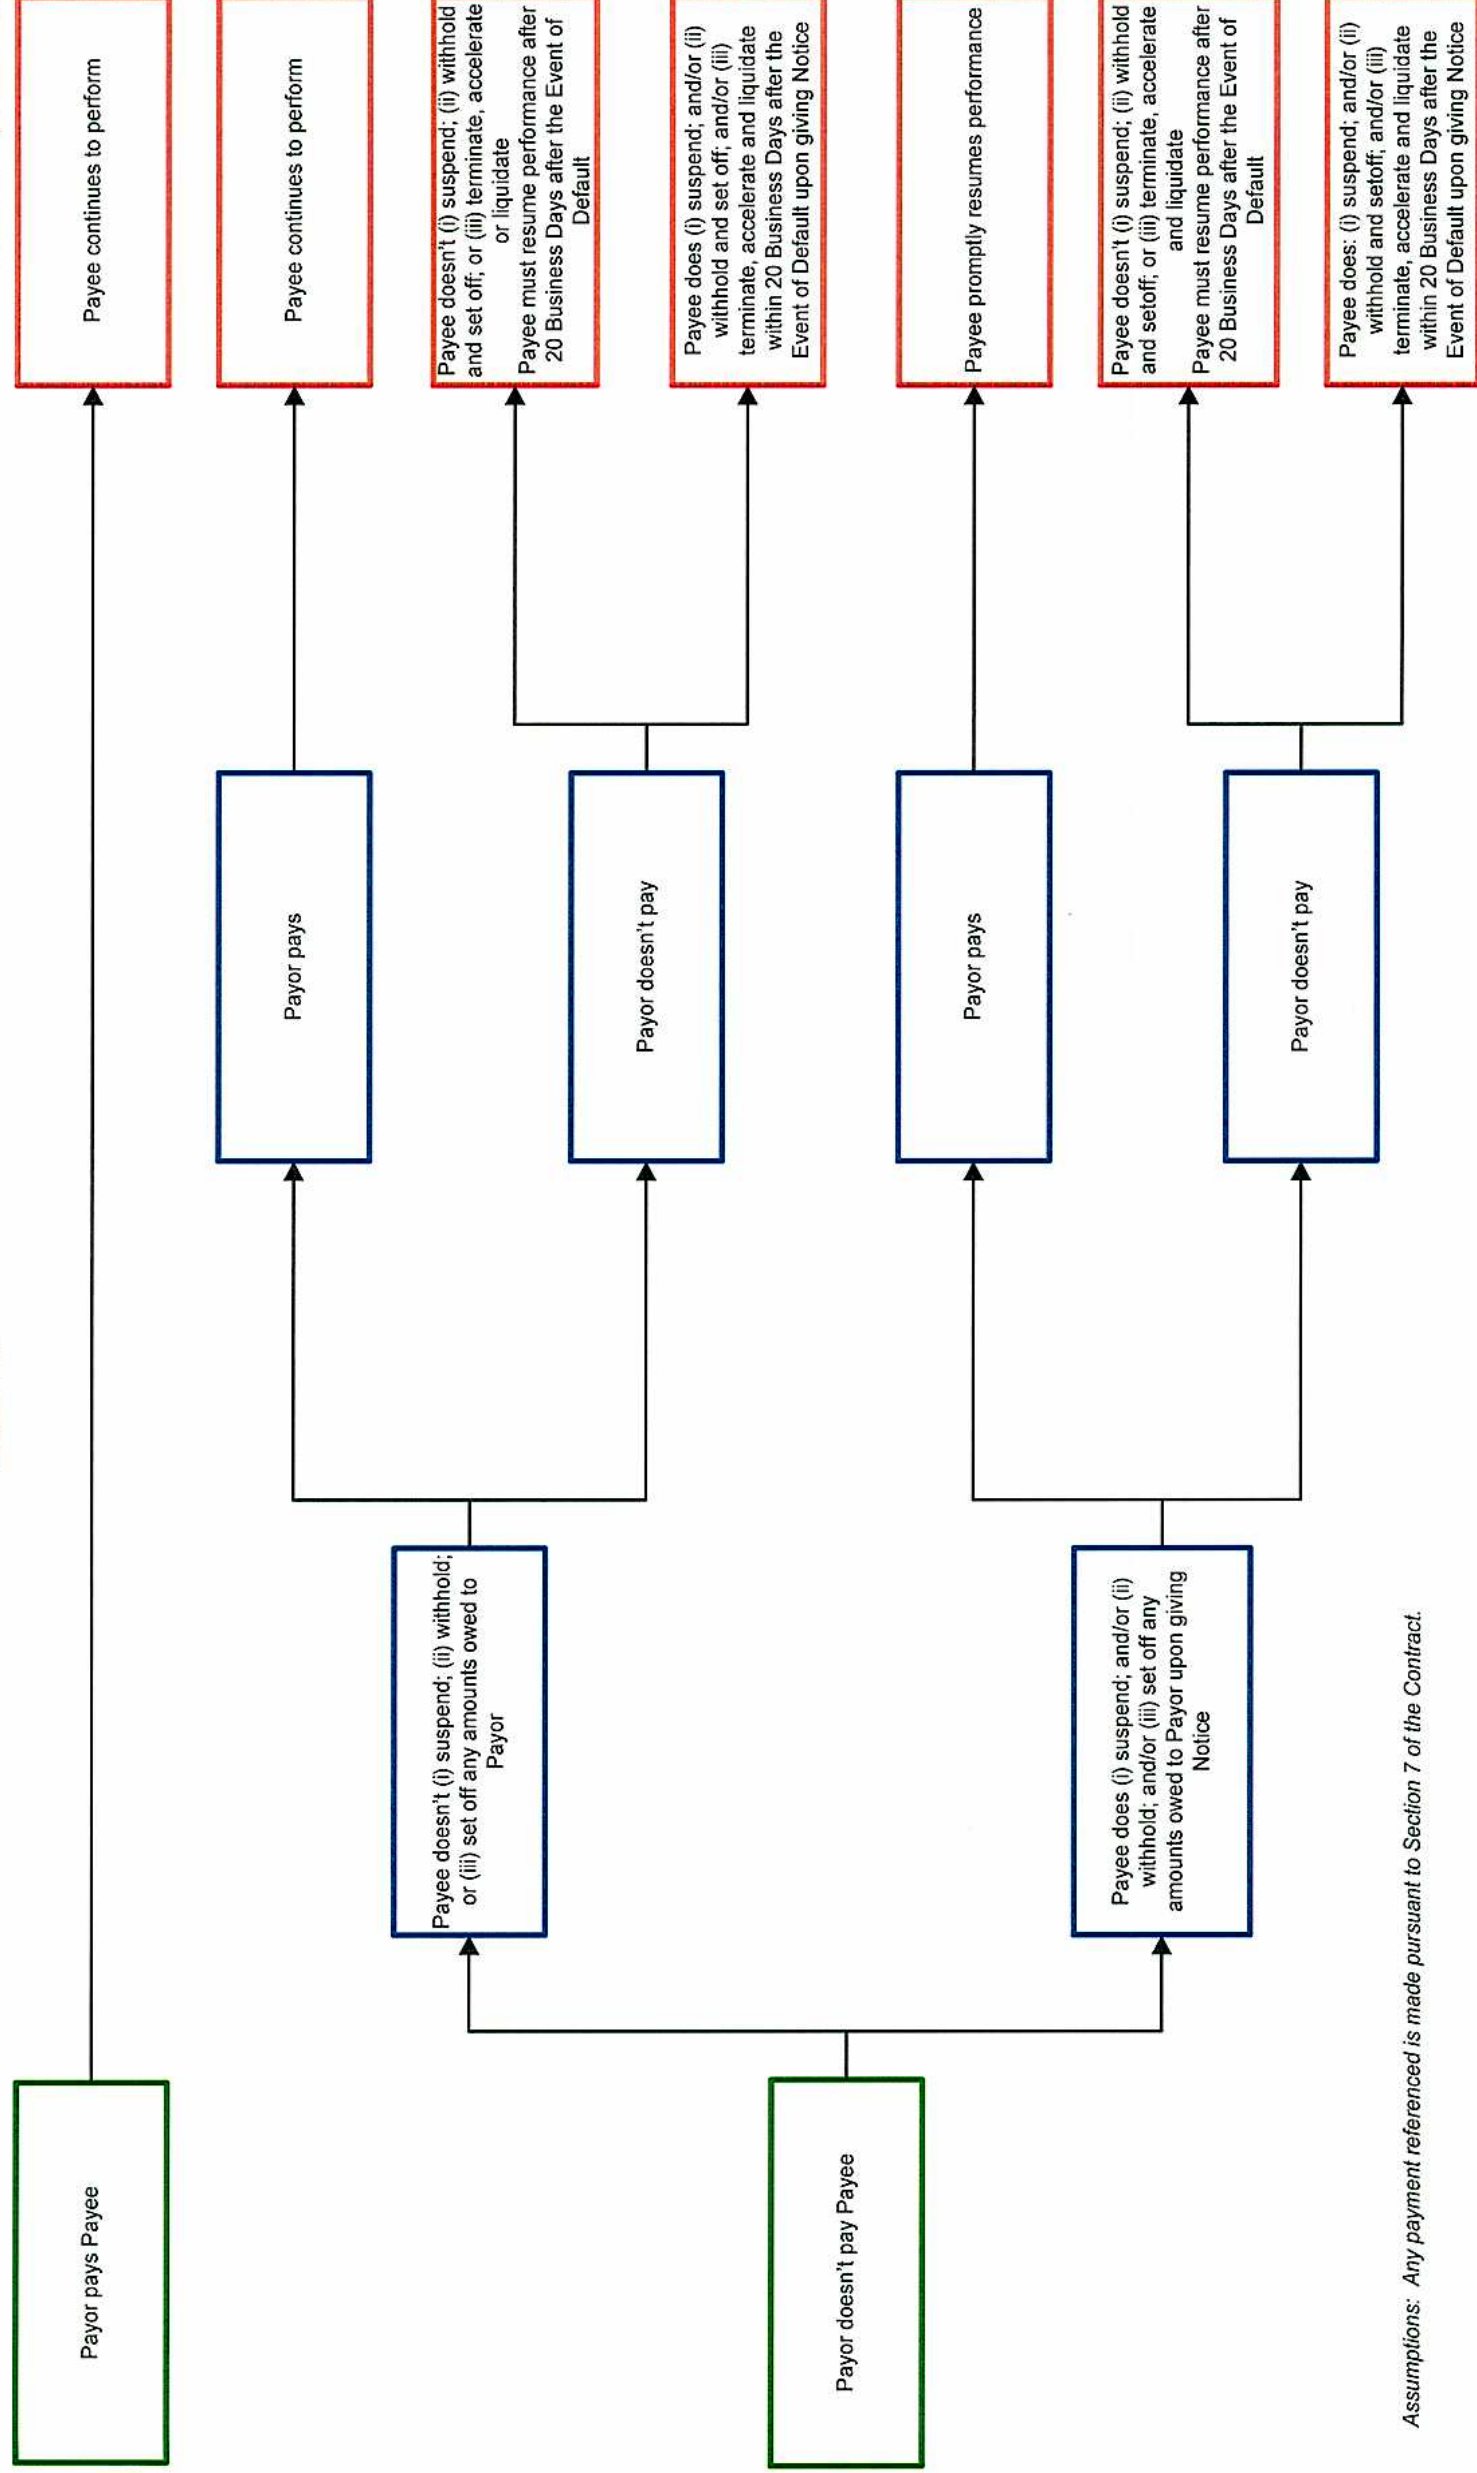 Payor pays Payee
Payee continues to perform
Payor doesn't pay Payee
Payee doesn't (i) suspend; (ii) withhold;
or (iii) set off any amounts owed to
Payor
Payor pays
Payee continues to perform
Payor doesn't pay
Payee doesn't (i) suspend; (ii) withhold
and set off; or (iii) terminate, accelerate
or liquidate
Payee must resume performance after
20 Business Days after the Event of
Default
Payee does (i) suspend; and/or (ii)
withhold and set off; and/or (iii)
terminate, accelerate and liquidate
within 20 Business Days after the
Event of Default upon giving Notice
Payee does (i) suspend; and/or (ii)
withhold; and/or (iii) set off any
amounts owed to Payor upon giving
Notice
Payor pays
Payee promptly resumes performance
Payor doesn't pay
Payee doesn't (i) suspend; (ii) withhold
and setoff; or (iii) terminate, accelerate
and liquidate
Payee must resume performance after
20 Business Days after the Event of
Default
Payee does: (i) suspend; and/or (ii)
withhold and setoff; and/or (iii)
terminate, accelerate and liquidate
within 20 Business Days after the
Event of Default upon giving Notice
Assumptions: Any payment referenced is made pursuant to Section 7 of the Contract.